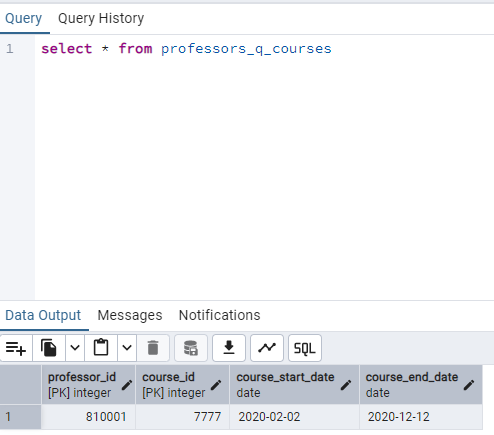 Query Query History
1 select * from professors_q_courses
Data Output Messages Notifications
SQL
professor_id course_id course_start_date course_end_date
[PK] integer [PK] integer date date
1 810001 7777 2020-02-02 2020-12-12